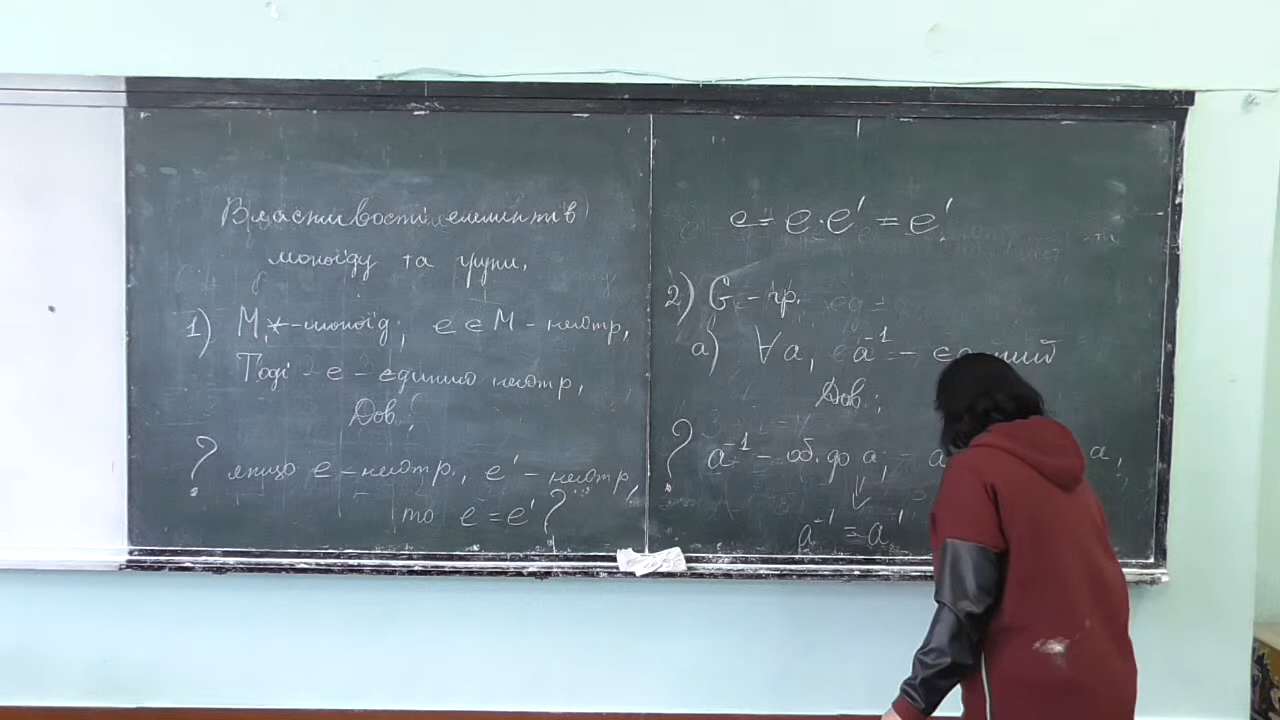 Властивості елементів
моноїду та групи.
1) M,* - моноїд, e ∈ M - нейтр,
Тоді - e - єдиний нейтр,
Дов:
? якщо e - нейтр., e' - нейтр,
то e = e' ?
e = e · e' = e'.
2) G - гр.
а) ∀ a, a⁻¹ - єдиний
Дов.:
? a⁻¹ - об. до a, - a a,
⇓
a⁻¹ = a'